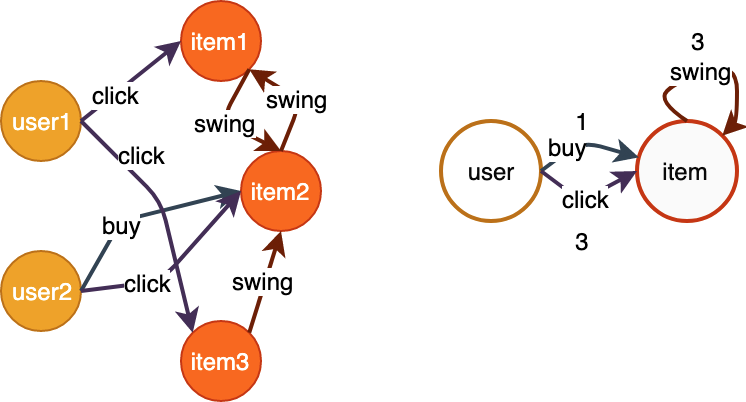 item1
click
swing
swing
user1
click
item2
buy
user2
click
swing
item3
3
swing
1
buy
user
item
click
3